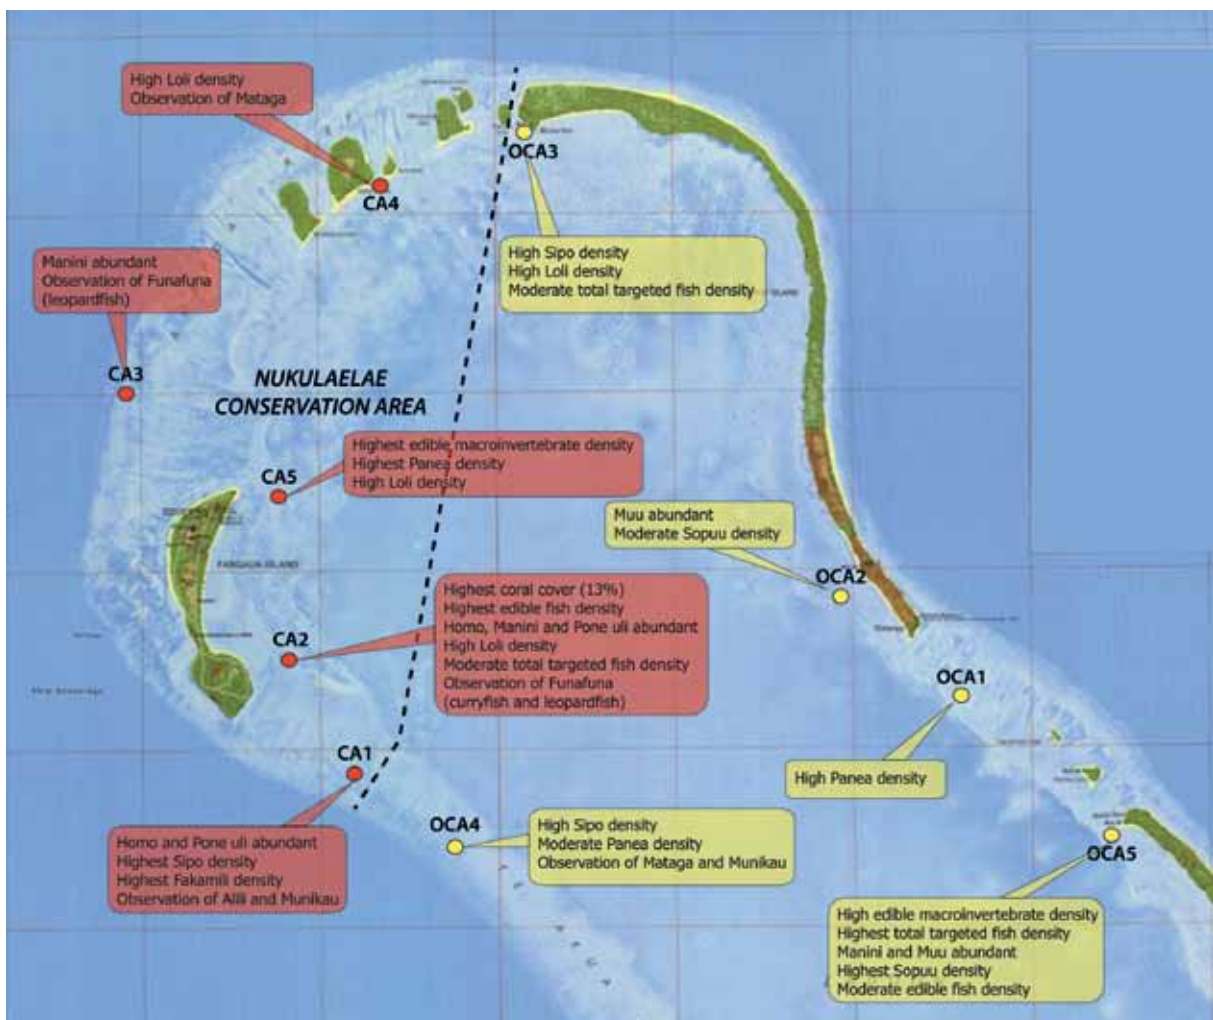 High Loli density
Observation of Mataga
CA4
OCA3
High Sipo density
High Loli density
Moderate total targeted fish density
ISLAND
Manini abundant
Observation of Funafuna
(leopardfish)
CA3
NUKULAELAE
CONSERVATION AREA
Highest edible macroinvertebrate density
Highest Panea density
High Loli density
CA5
Muu abundant
Moderate Sopuu density
OCA2
FANGAUA ISLAND
Highest coral cover (13%)
Highest edible fish density
Homo, Manini and Pone uli abundant
High Loli density
Moderate total targeted fish density
Observation of Funafuna
(curryfish and leopardfish)
CA2
OCA1
High Panea density
CA1
Homo and Pone uli abundant
Highest Sipo density
Highest Fakamili density
Observation of Alili and Munikau
OCA4
High Sipo density
Moderate Panea density
Observation of Mataga and Munikau
OCA5
High edible macroinvertebrate density
Highest total targeted fish density
Manini and Muu abundant
Highest Sopuu density
Moderate edible fish density